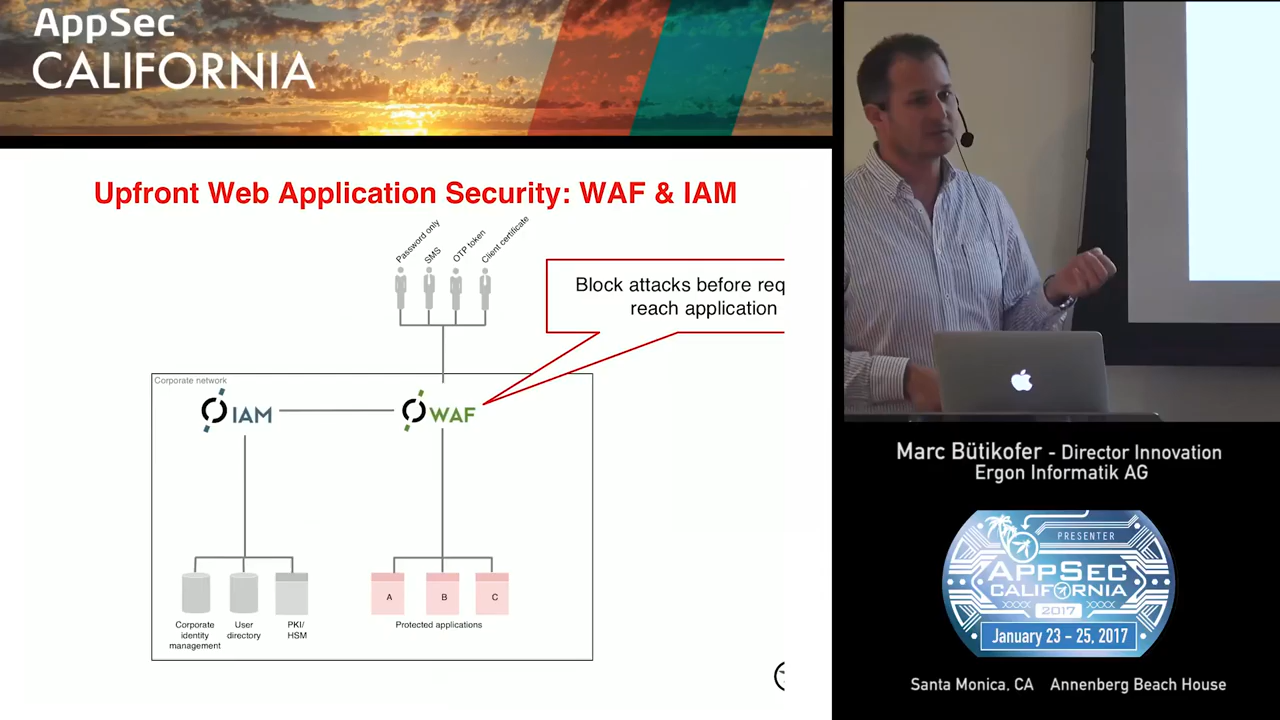 AppSec
CALIFORNIA
Upfront Web Application Security: WAF & IAM
Password only
SMS
OTP token
Client certificate
Block attacks before req
reach application
Corporate network
IAM
WAF
A
B
C
Corporate
identity
management
User
directory
PKI/
HSM
Protected applications
Marc Bütikofer - Director Innovation
Ergon Informatik AG
PRESENTER
APPSEC
CALIFORNIA
2017
January 23 - 25, 2017
Santa Monica, CA Annenberg Beach House